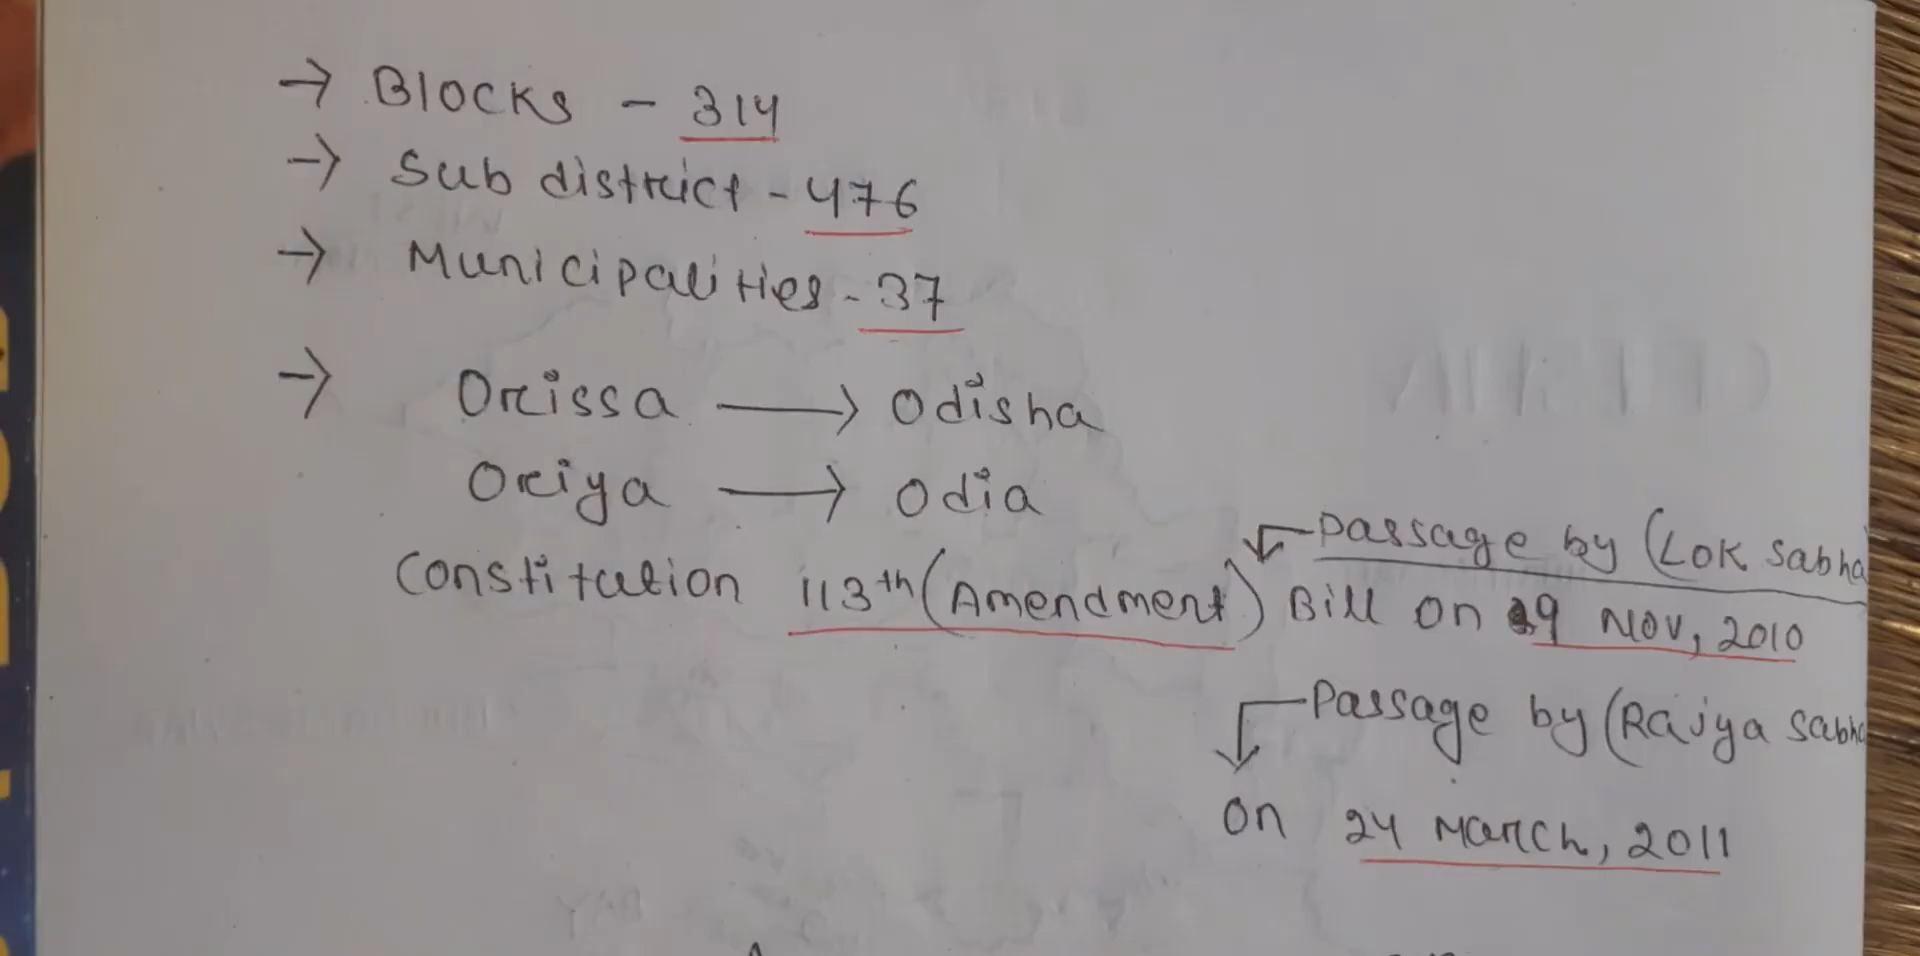 → Blocks - 314
→ Sub district - 476
→ Municipalities - 37
→ Orissa → Odisha
Oriya → Odia
Passage by (Lok Sabha
Constitution 113th (Amendment) Bill on 9 Nov, 2010
Passage by (Rajya Sabha
on 24 March, 2011